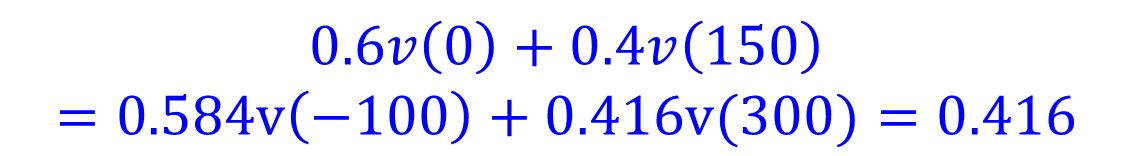 0.6𝑣(0) + 0.4𝑣(150)
= 0.584v(−100) + 0.416v(300) = 0.416